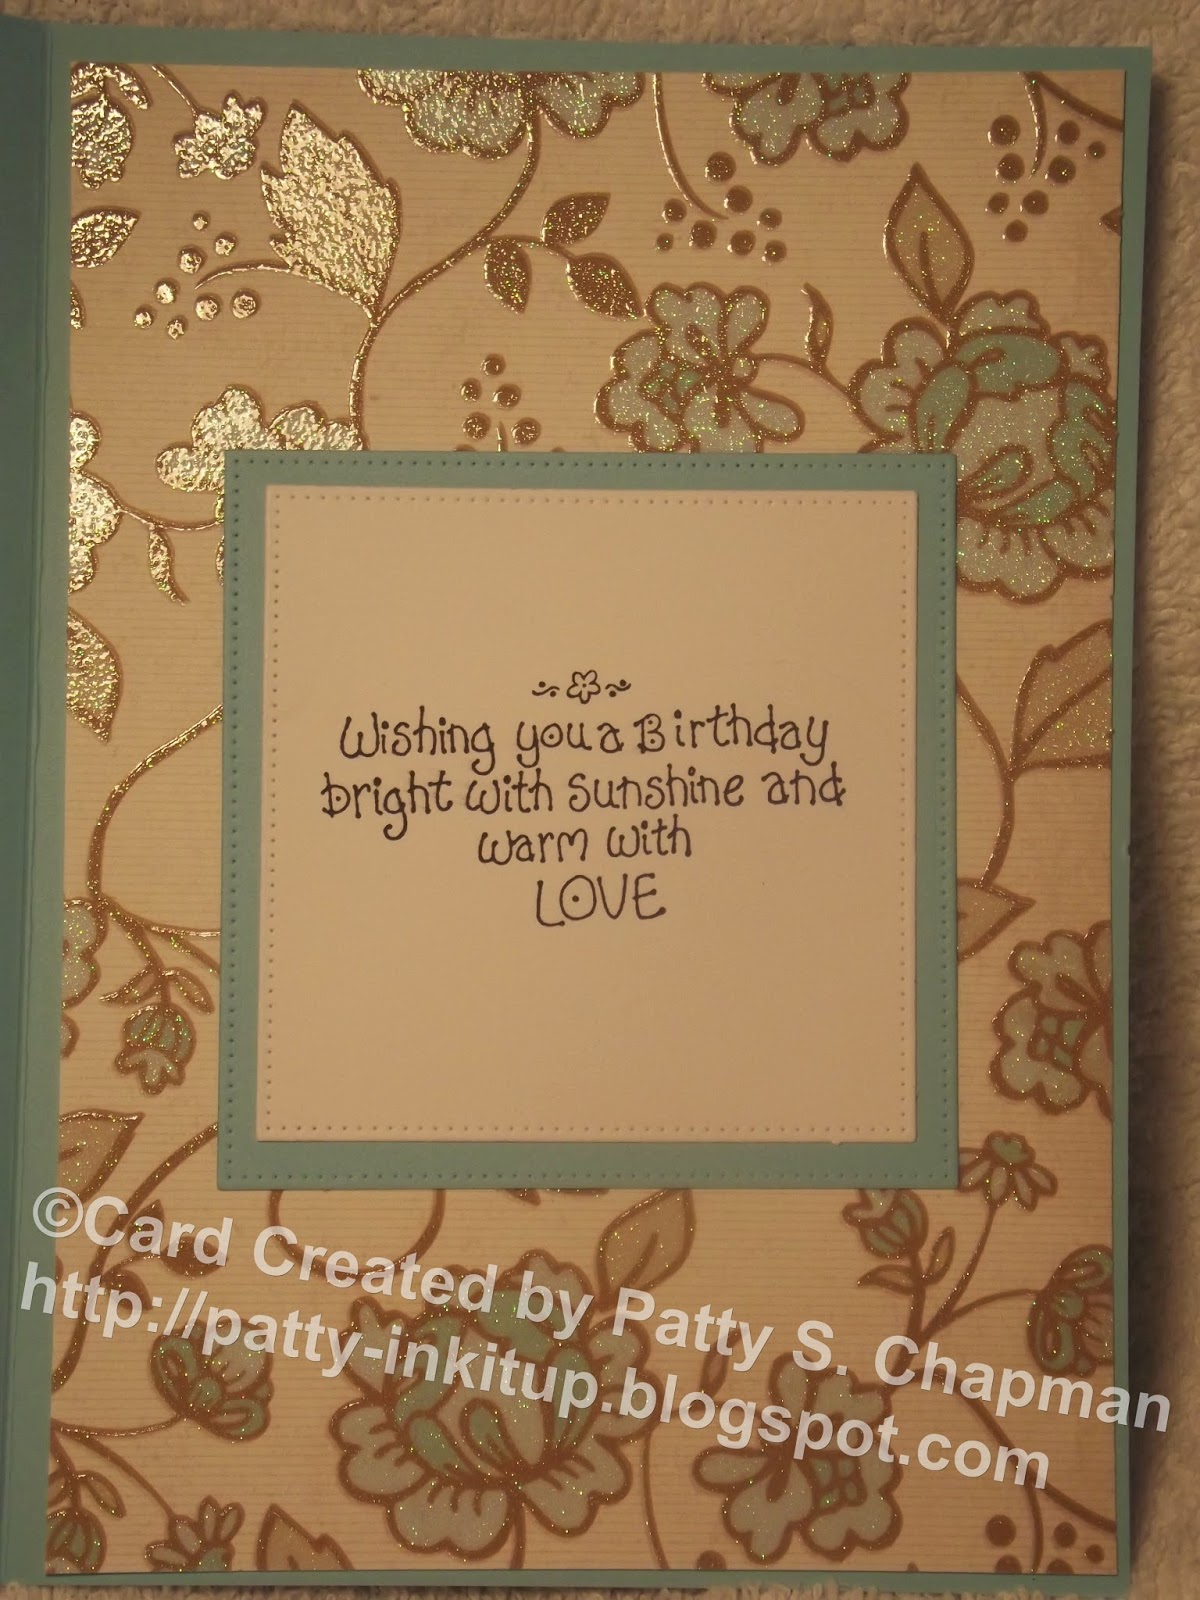 Wishing you a Birthday
bright with Sunshine and
warm with
LOVE
©Card Created by Patty S. Chapman
http://patty-inkitup.blogspot.com